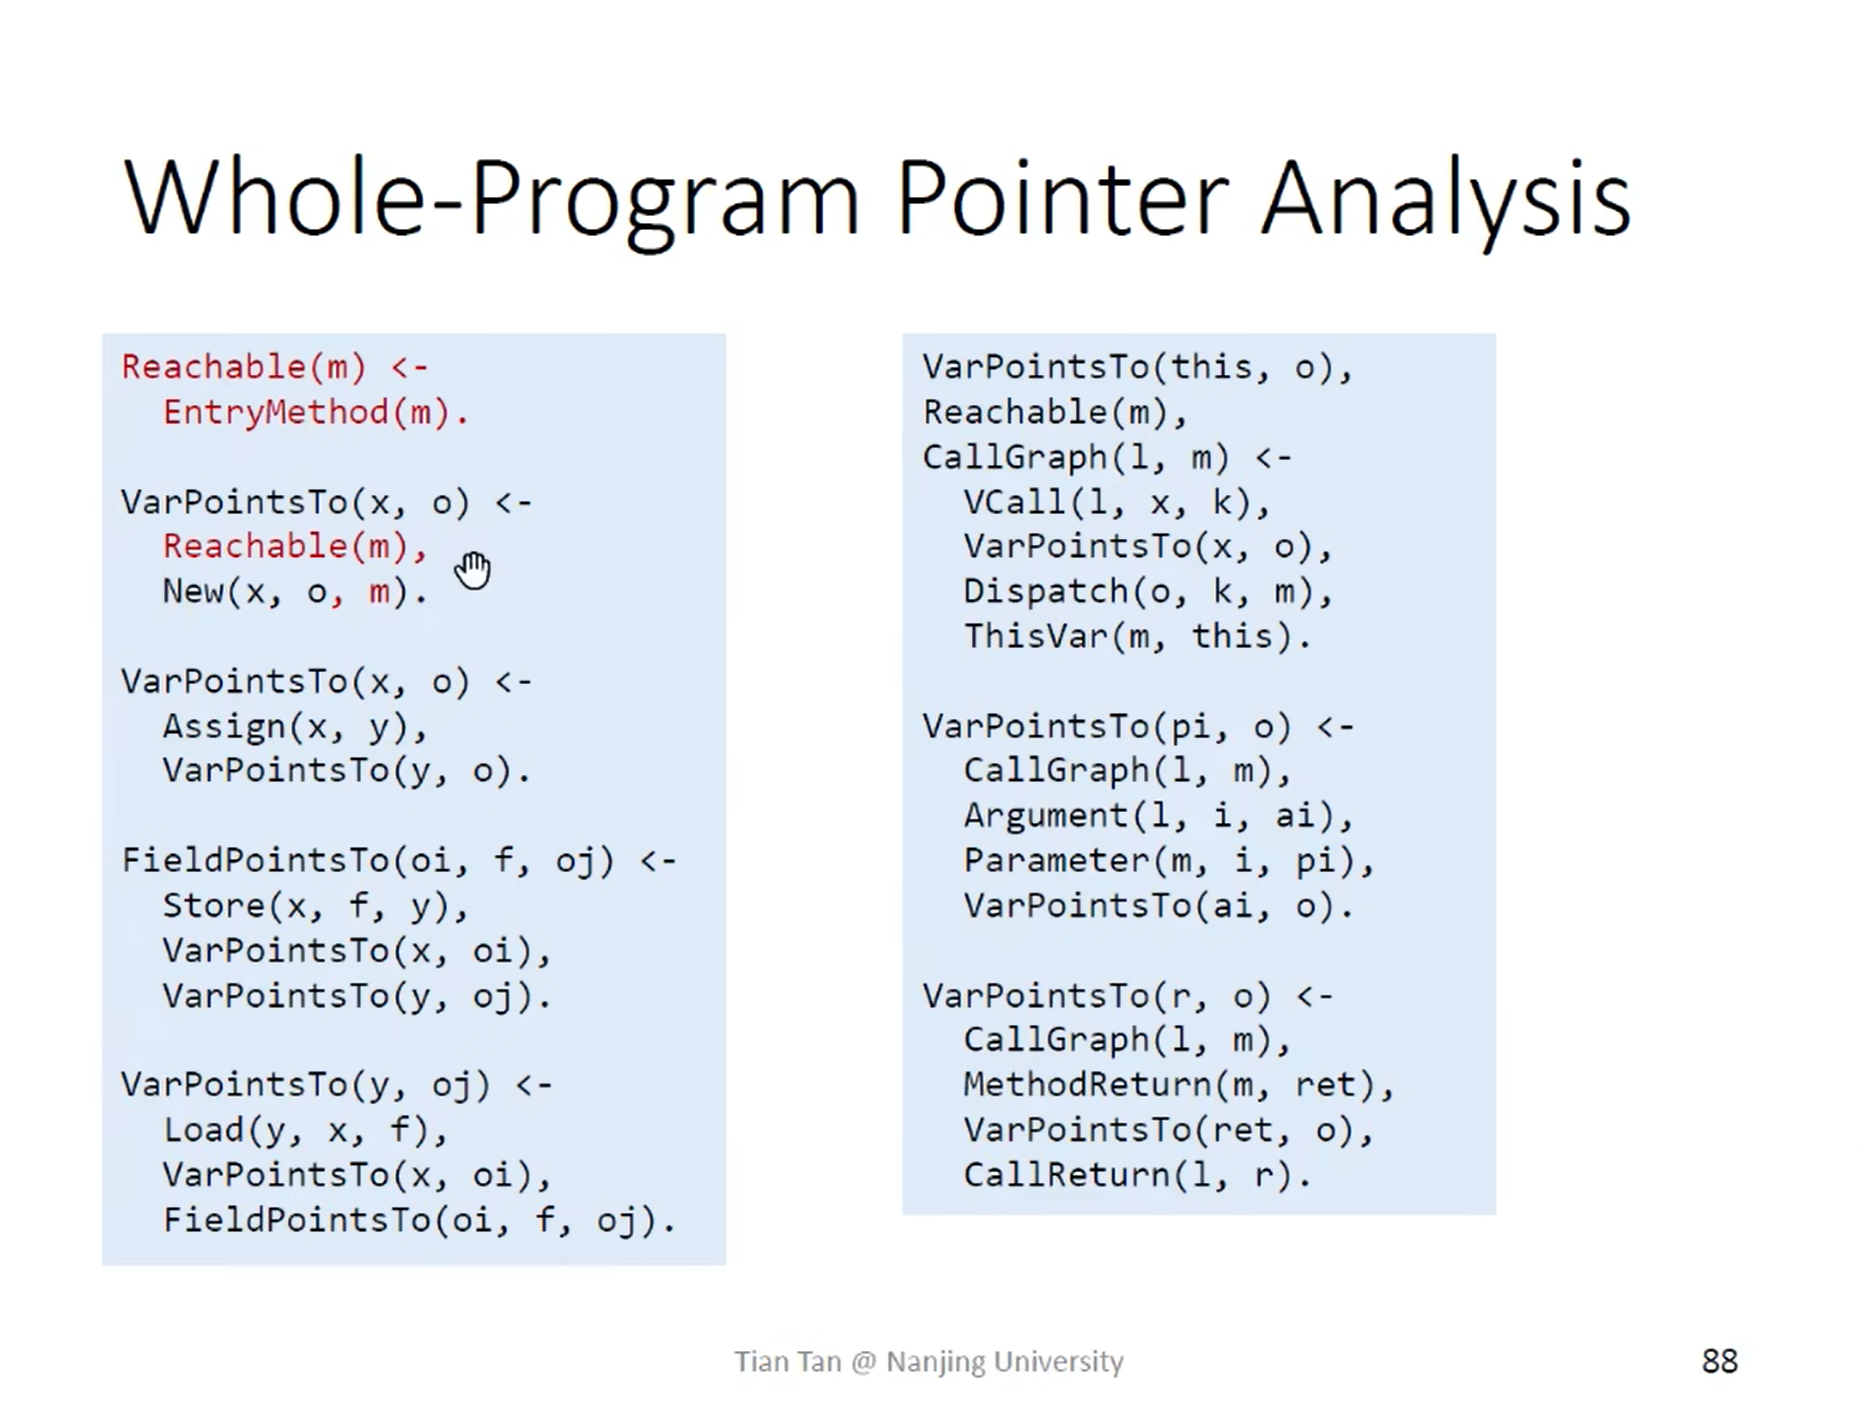 Whole-Program Pointer Analysis
Reachable(m) <-
EntryMethod(m).
VarPointsTo(x, o) <-
Reachable(m),
New(x, o, m).
VarPointsTo(x, o) <-
Assign(x, y),
VarPointsTo(y, o).
FieldPointsTo(oi, f, oj) <-
Store(x, f, y),
VarPointsTo(x, oi),
VarPointsTo(y, oj).
VarPointsTo(y, oj) <-
Load(y, x, f),
VarPointsTo(x, oi),
FieldPointsTo(oi, f, oj).
VarPointsTo(this, o),
Reachable(m),
CallGraph(l, m) <-
VCall(l, x, k),
VarPointsTo(x, o),
Dispatch(o, k, m),
ThisVar(m, this).
VarPointsTo(pi, o) <-
CallGraph(l, m),
Argument(l, i, ai),
Parameter(m, i, pi),
VarPointsTo(ai, o).
VarPointsTo(r, o) <-
CallGraph(l, m),
MethodReturn(m, ret),
VarPointsTo(ret, o),
CallReturn(l, r).
Tian Tan @ Nanjing University
88